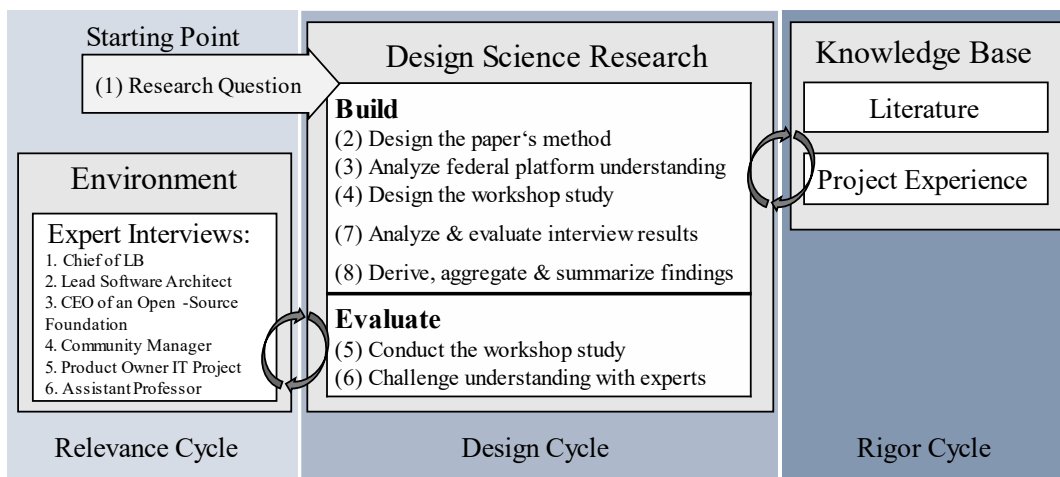 Starting Point
(1) Research Question
Environment
Expert Interviews:
1. Chief of LB
2. Lead Software Architect
3. CEO of an Open -Source
Foundation
4. Community Manager
5. Product Owner IT Project
6. Assistant Professor
Relevance Cycle
Design Science Research
Build
(2) Design the paper‘s method
(3) Analyze federal platform understanding
(4) Design the workshop study
(7) Analyze & evaluate interview results
(8) Derive, aggregate & summarize findings
Evaluate
(5) Conduct the workshop study
(6) Challenge understanding with experts
Design Cycle
Knowledge Base
Literature
Project Experience
Rigor Cycle